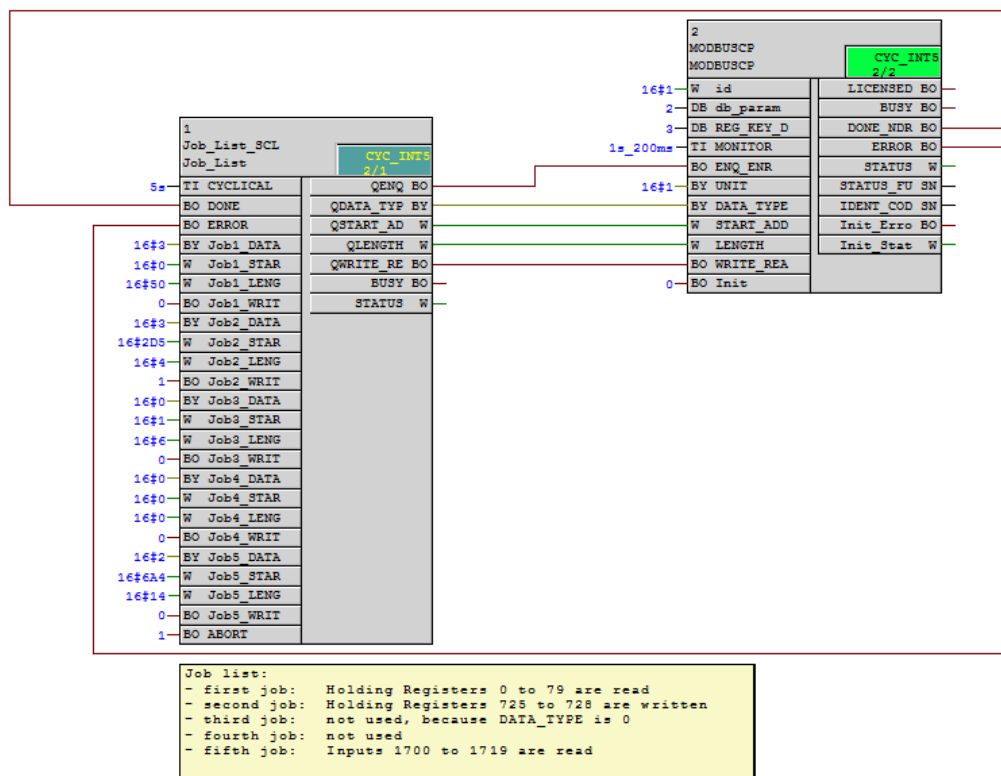 2
MODBUSCP
MODBUSCP
CYC_INT5
2/2
16#1 W id
2 DB db_param
3 DB REG_KEY_D
1s_200ms TI MONITOR
BO ENQ_ENR
16#1 BY UNIT
BY DATA_TYPE
W START_ADD
W LENGTH
BO WRITE_REA
0 BO Init
LICENSED BO
BUSY BO
DONE_NDR BO
ERROR BO
STATUS W
STATUS_FU SN
IDENT_COD SN
Init_Erro BO
Init_Stat W
1
Job_List_SCL
Job_List
CYC_INT5
2/1
5s TI CYCLICAL
BO DONE
BO ERROR
16#3 BY Job1_DATA
16#0 W Job1_STAR
16#50 W Job1_LENG
0 BO Job1_WRIT
16#3 BY Job2_DATA
16#2D5 W Job2_STAR
16#4 W Job2_LENG
1 BO Job2_WRIT
16#0 BY Job3_DATA
16#1 W Job3_STAR
16#6 W Job3_LENG
0 BO Job3_WRIT
16#0 BY Job4_DATA
16#0 W Job4_STAR
16#0 W Job4_LENG
0 BO Job4_WRIT
16#2 BY Job5_DATA
16#6A4 W Job5_STAR
16#14 W Job5_LENG
0 BO Job5_WRIT
1 BO ABORT
QENQ BO
QDATA_TYP BY
QSTART_AD W
QLENGTH W
QWRITE_RE BO
BUSY BO
STATUS W
Job list:
- first job: Holding Registers 0 to 79 are read
- second job: Holding Registers 725 to 728 are written
- third job: not used, because DATA_TYPE is 0
- fourth job: not used
- fifth job: Inputs 1700 to 1719 are read